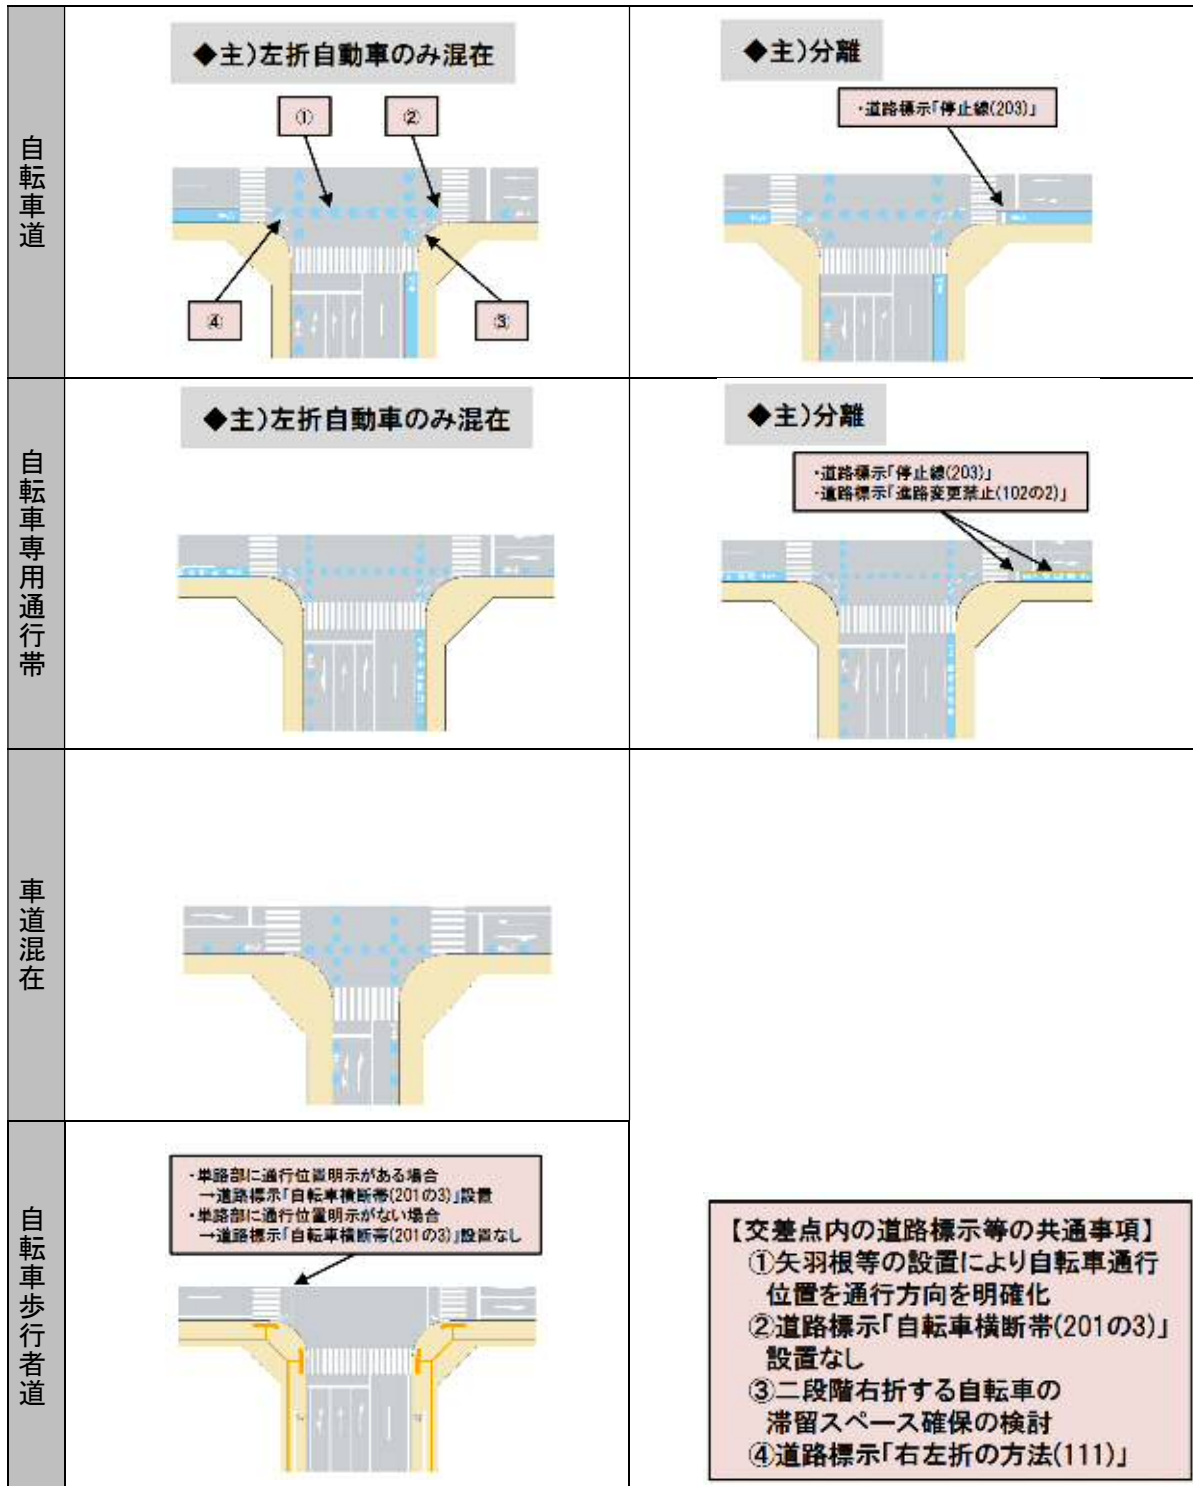 自転車道
◆主)左折自動車のみ混在
①
②
④
③
◆主)分離
・道路標示「停止線(203)」
自転車専用通行帯
◆主)左折自動車のみ混在
◆主)分離
・道路標示「停止線(203)」
・道路標示「進路変更禁止(102の2)」
車道混在
自転車歩行者道
・単路部に通行位置明示がある場合
→道路標示「自転車横断帯(201の3)」設置
・単路部に通行位置明示がない場合
→道路標示「自転車横断帯(201の3)」設置なし
【交差点内の道路標示等の共通事項】
①矢羽根等の設置により自転車通行
位置を通行方向を明確化
②道路標示「自転車横断帯(201の3)」
設置なし
③二段階右折する自転車の
滞留スペース確保の検討
④道路標示「右左折の方法(111)」